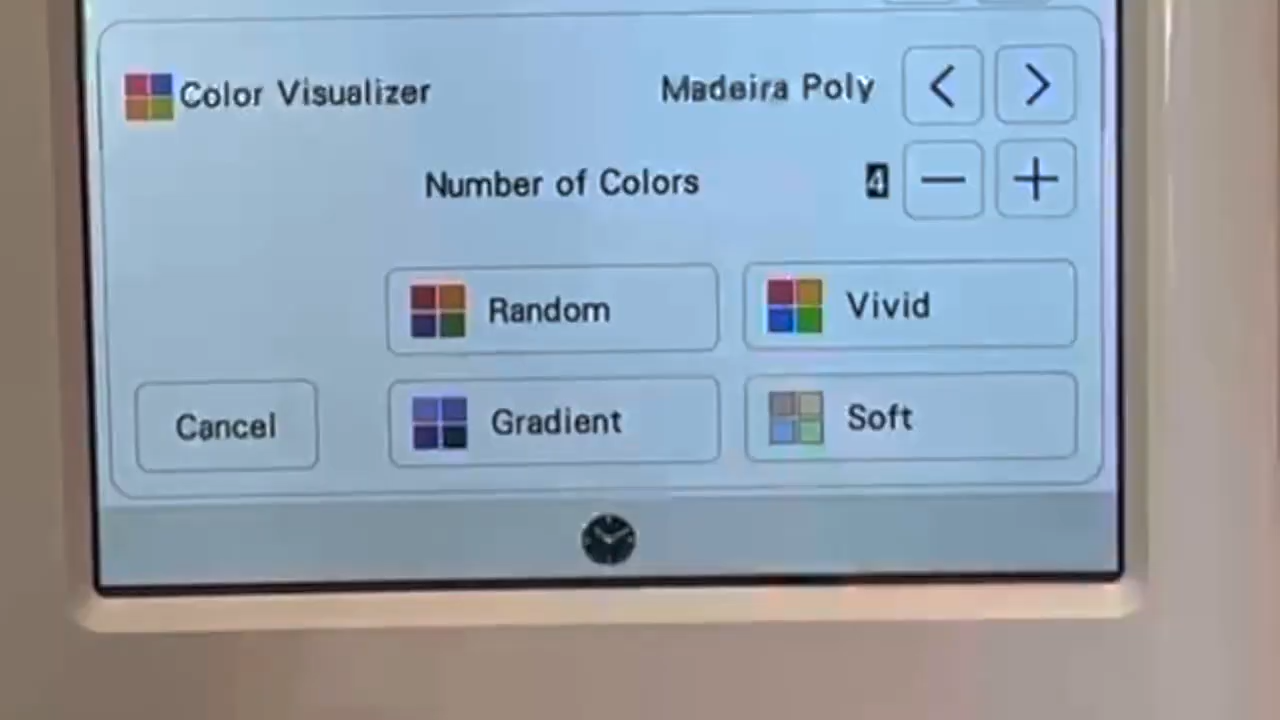 Color Visualizer Madeira Poly < >
Number of Colors 4 − +
Random Vivid
Cancel Gradient Soft